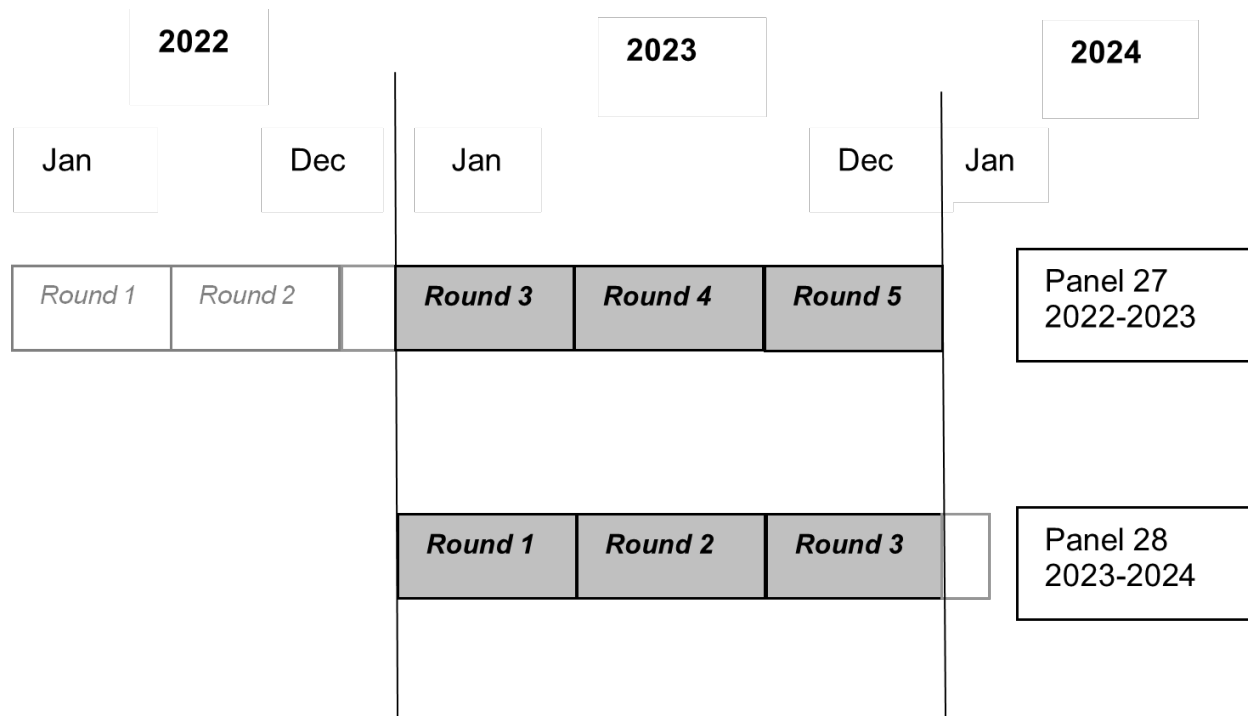 2022
2023
2024
Jan
Dec
Jan
Dec
Jan
Round 1
Round 2
Round 3
Round 4
Round 5
Panel 27
2022-2023
Round 1
Round 2
Round 3
Panel 28
2023-2024